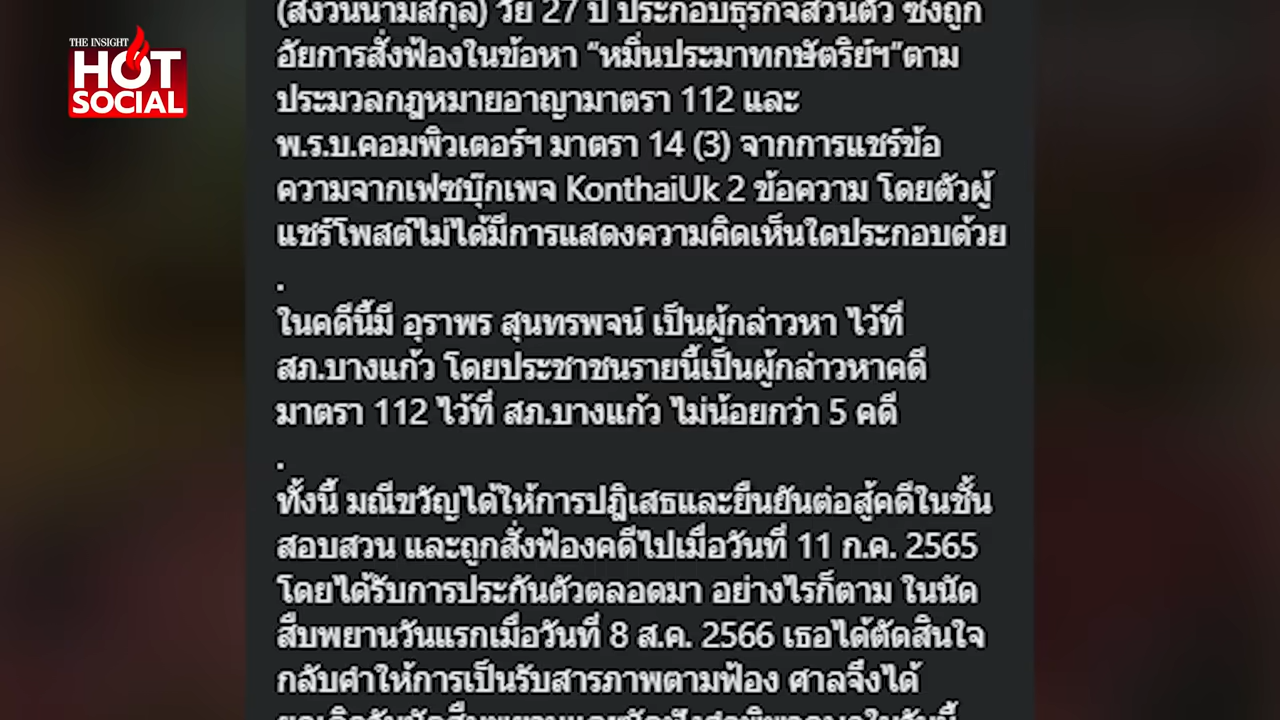 THE INSIGHT
HOT
SOCIAL
(สงวนนามสกุล) วัย 27 ปี ประกอบธุรกิจส่วนตัว ซึ่งถูก
อัยการสั่งฟ้องในข้อหา “หมิ่นประมาทกษัตริย์ฯ”ตาม
ประมวลกฎหมายอาญามาตรา 112 และ
พ.ร.บ.คอมพิวเตอร์ฯ มาตรา 14 (3) จากการแชร์ข้อ
ความจากเฟซบุ๊กเพจ KonthaiUk 2 ข้อความ โดยตัวผู้
แชร์โพสต์ไม่ได้มีการแสดงความคิดเห็นใดประกอบด้วย
.
ในคดีนี้มี อุราพร สุนทรพจน์ เป็นผู้กล่าวหา ไว้ที่
สภ.บางแก้ว โดยประชาชนรายนี้เป็นผู้กล่าวหาคดี
มาตรา 112 ไว้ที่ สภ.บางแก้ว ไม่น้อยกว่า 5 คดี
.
ทั้งนี้ มณีขวัญได้ให้การปฏิเสธและยืนยันต่อสู้คดีในชั้น
สอบสวน และถูกสั่งฟ้องคดีไปเมื่อวันที่ 11 ก.ค. 2565
โดยได้รับการประกันตัวตลอดมา อย่างไรก็ตาม ในนัด
สืบพยานวันแรกเมื่อวันที่ 8 ส.ค. 2566 เธอได้ตัดสินใจ
กลับคำให้การเป็นรับสารภาพตามฟ้อง ศาลจึงได้